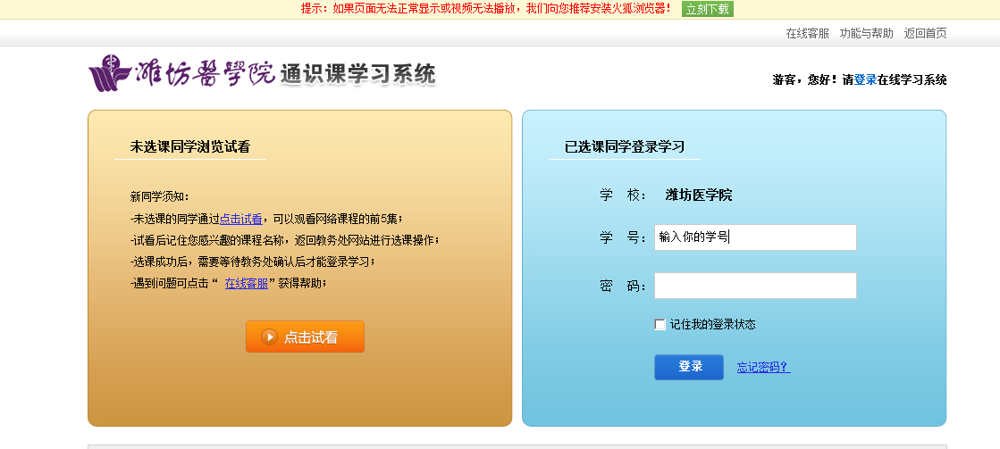 提示：如果页面无法正常显示或视频无法播放，我们向您推荐安装火狐浏览器！ 立刻下载
在线客服 功能与帮助 返回首页
潍坊醫學院 通识课学习系统
游客，您好！请登录在线学习系统
未选课同学浏览试看
新同学须知：
-未选课的同学通过点击试看，可以观看网络课程的前5集；
-试看后记住您感兴趣的课程名称，返回教务处网站进行选课操作；
-选课成功后，需要等待教务处确认后才能登录学习；
-遇到问题可点击“ 在线客服”获得帮助；
点击试看
已选课同学登录学习
学 校： 潍坊医学院
学 号： 输入你的学号
密 码：
记住我的登录状态
登录 忘记密码？